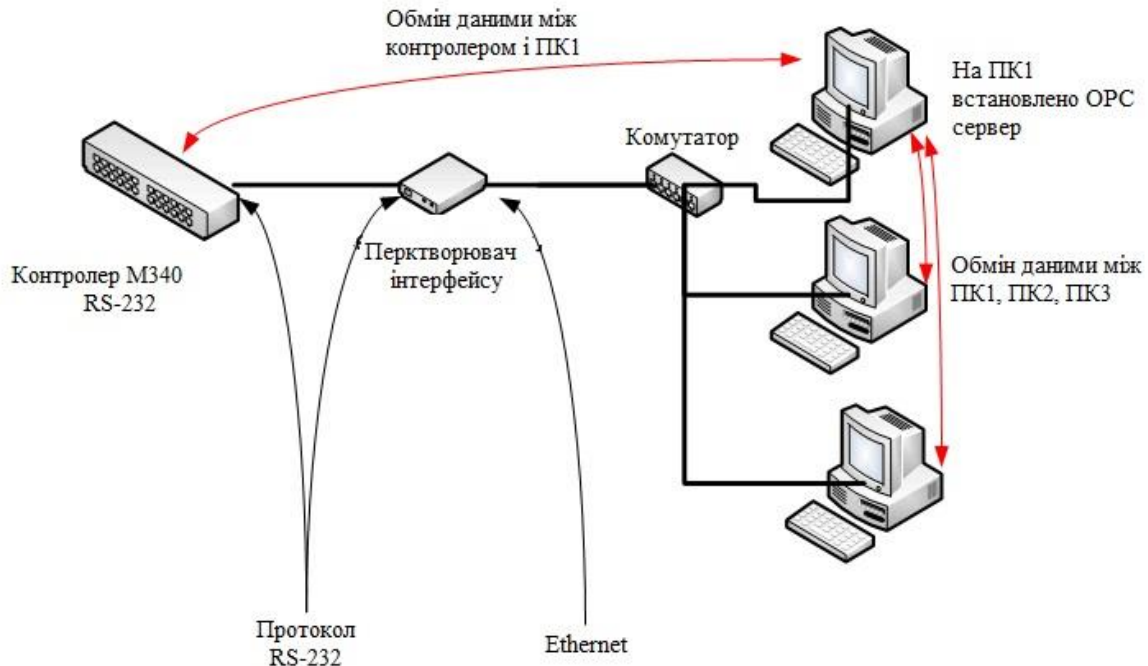 Обмін даними між
контролером і ПК1
На ПК1
встановлено ОРС
сервер
Комутатор
Перктворювач
інтерфейсу
Контролер М340
RS-232
Обмін даними між
ПК1, ПК2, ПК3
Протокол
RS-232
Ethernet